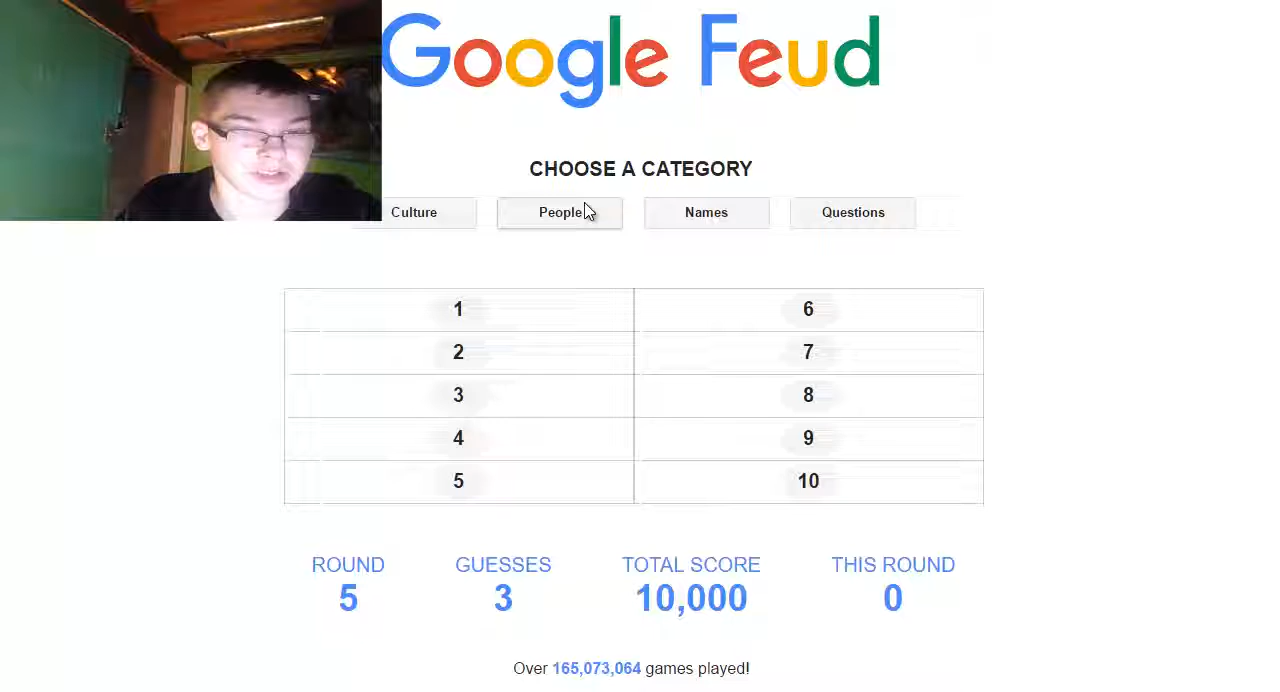 Google Feud
CHOOSE A CATEGORY
Culture
People
Names
Questions
1
6
2
7
3
8
4
9
5
10
ROUND
GUESSES
TOTAL SCORE
THIS ROUND
5
3
10,000
0
Over 165,073,064 games played!